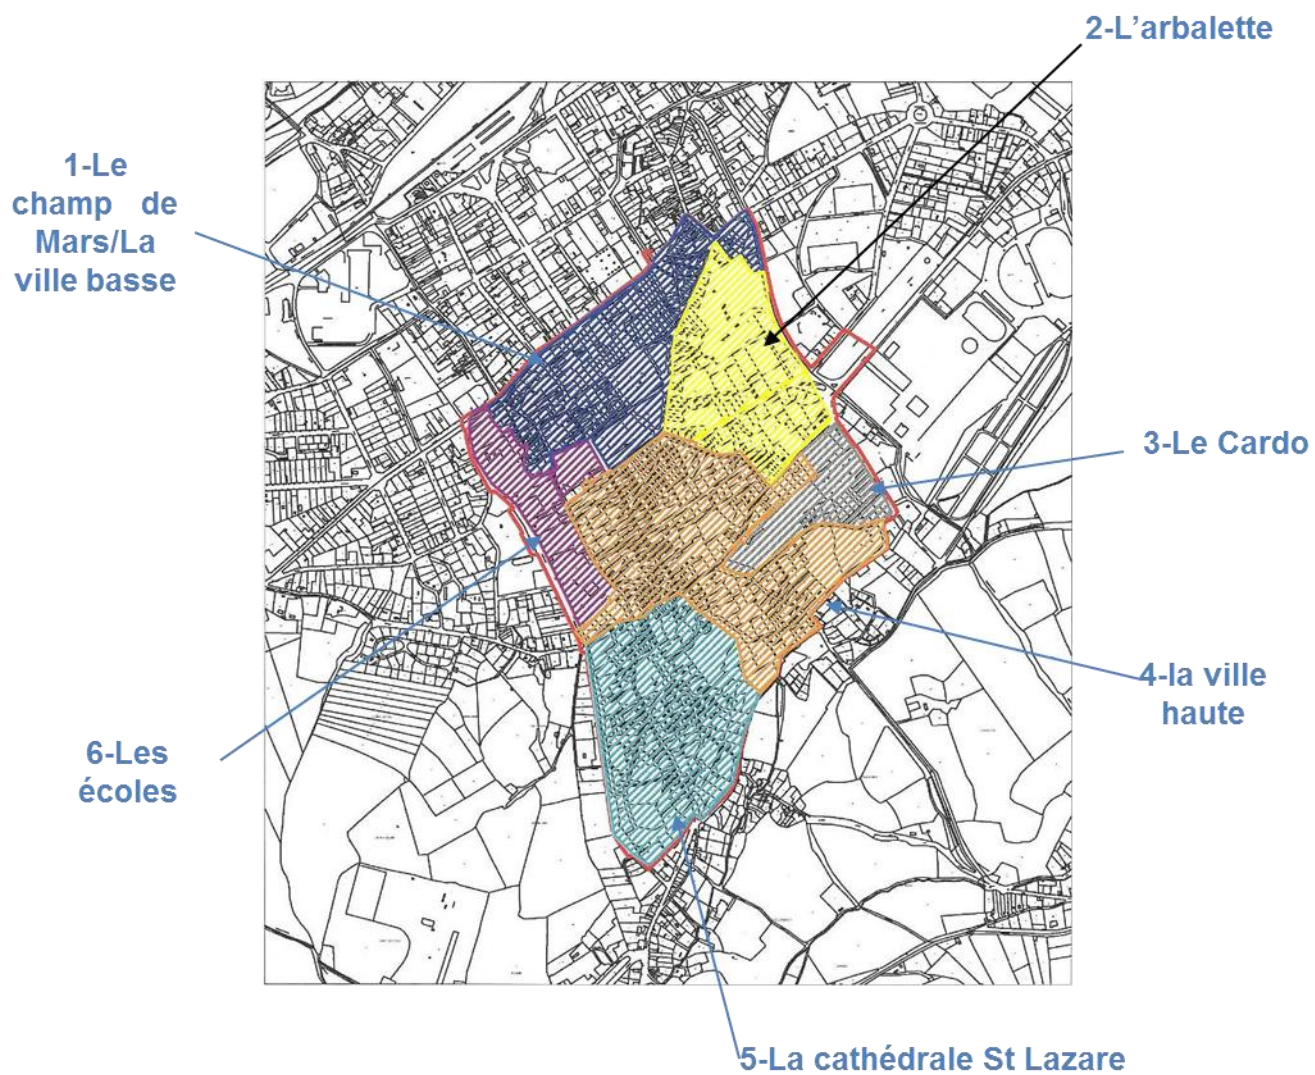 2-L’arbalette
1-Le
champ de
Mars/La
ville basse
3-Le Cardo
4-la ville
haute
6-Les
écoles
5-La cathédrale St Lazare